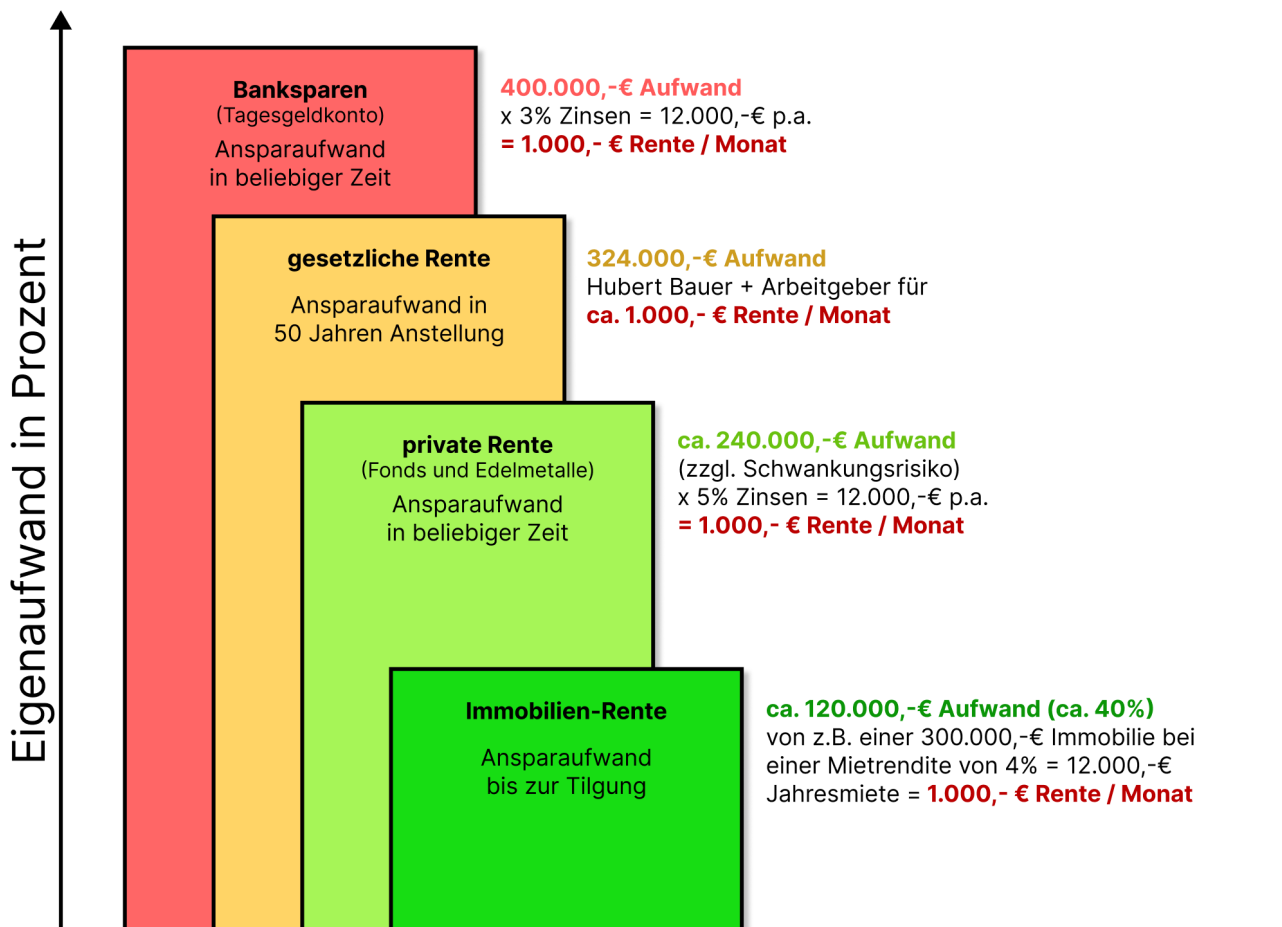 Eigenaufwand in Prozent
Banksparen
(Tagesgeldkonto)
Ansparaufwand
in beliebiger Zeit
400.000,-€ Aufwand
x 3% Zinsen = 12.000,-€ p.a.
= 1.000,- € Rente / Monat
gesetzliche Rente
Ansparaufwand in
50 Jahren Anstellung
324.000,-€ Aufwand
Hubert Bauer + Arbeitgeber für
ca. 1.000,- € Rente / Monat
private Rente
(Fonds und Edelmetalle)
Ansparaufwand
in beliebiger Zeit
ca. 240.000,-€ Aufwand
(zzgl. Schwankungsrisiko)
x 5% Zinsen = 12.000,-€ p.a.
= 1.000,- € Rente / Monat
Immobilien-Rente
Ansparaufwand
bis zur Tilgung
ca. 120.000,-€ Aufwand (ca. 40%)
von z.B. einer 300.000,-€ Immobilie bei
einer Mietrendite von 4% = 12.000,-€
Jahresmiete = 1.000,- € Rente / Monat